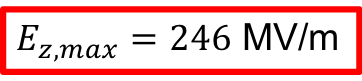 E_{z,max} = 246 MV/m